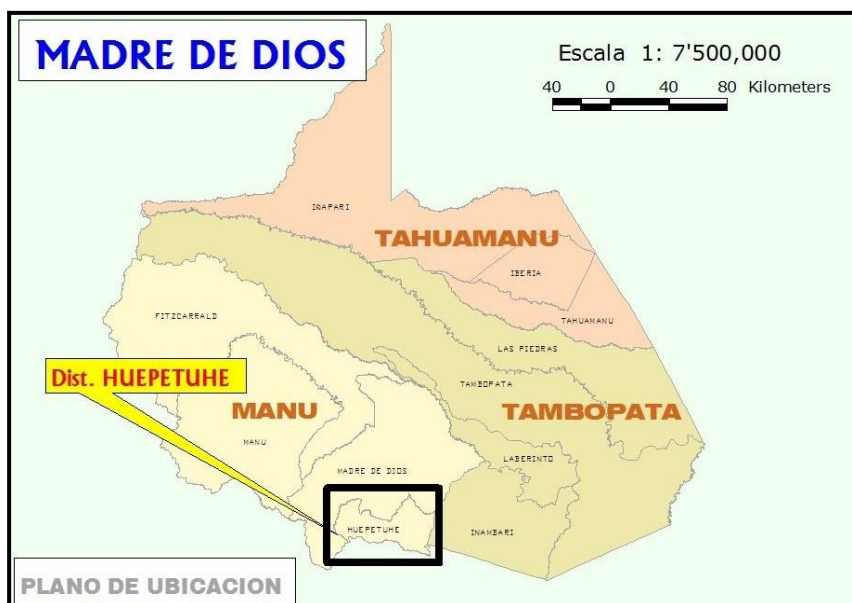 MADRE DE DIOS
Escala 1: 7'500,000
40 0 40 80 Kilometers
INAPARI
TAHUAMANU
IBERIA
FITZCARRALD
TAHUAMANU
LAS PIEDRAS
Dist. HUEPETUHE
TAMBOPATA
MANU
TAMBOPATA
MANU
LABERINTO
MADRE DE DIOS
HUEPETUHE
INAMBARI
PLANO DE UBICACION